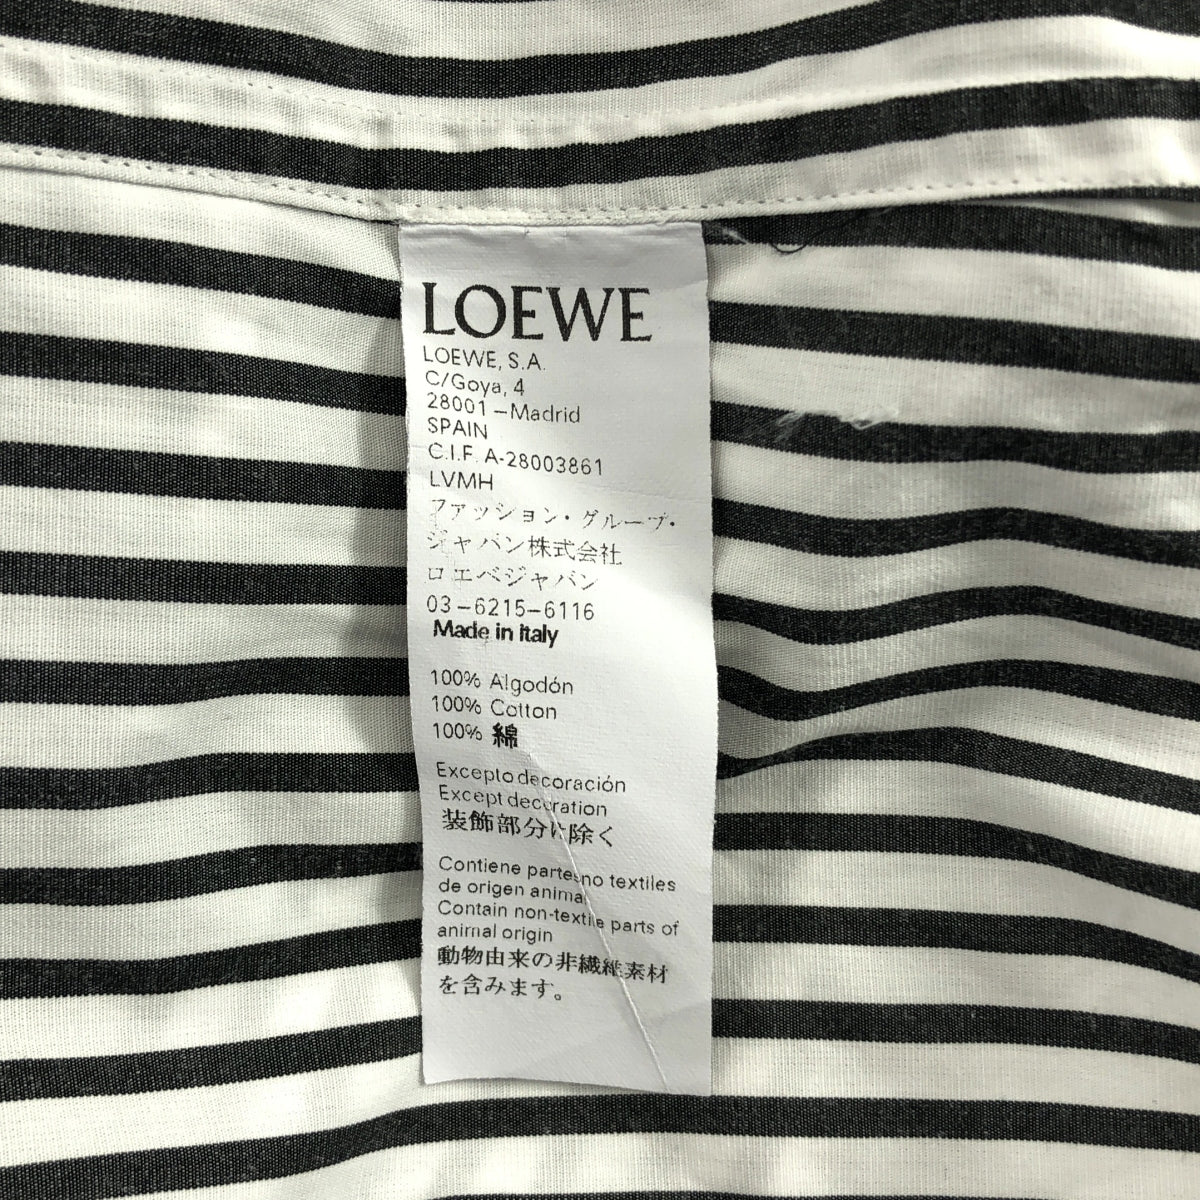 LOEWE
LOEWE, S.A.
C/Goya, 4
28001 – Madrid
SPAIN
C.I.F. A-28003861
LVMH
ファッション・グループ・
ジャパン株式会社
ロエベジャパン
03–6215–6116
Made in Italy
100% Algodón
100% Cotton
100% 綿
Excepto decoración
Except decoration
装飾部分に除く
Contiene partes no textiles
de origen animal
Contain non-textile parts of
animal origin
動物由来の非繊維素材
を含みます。